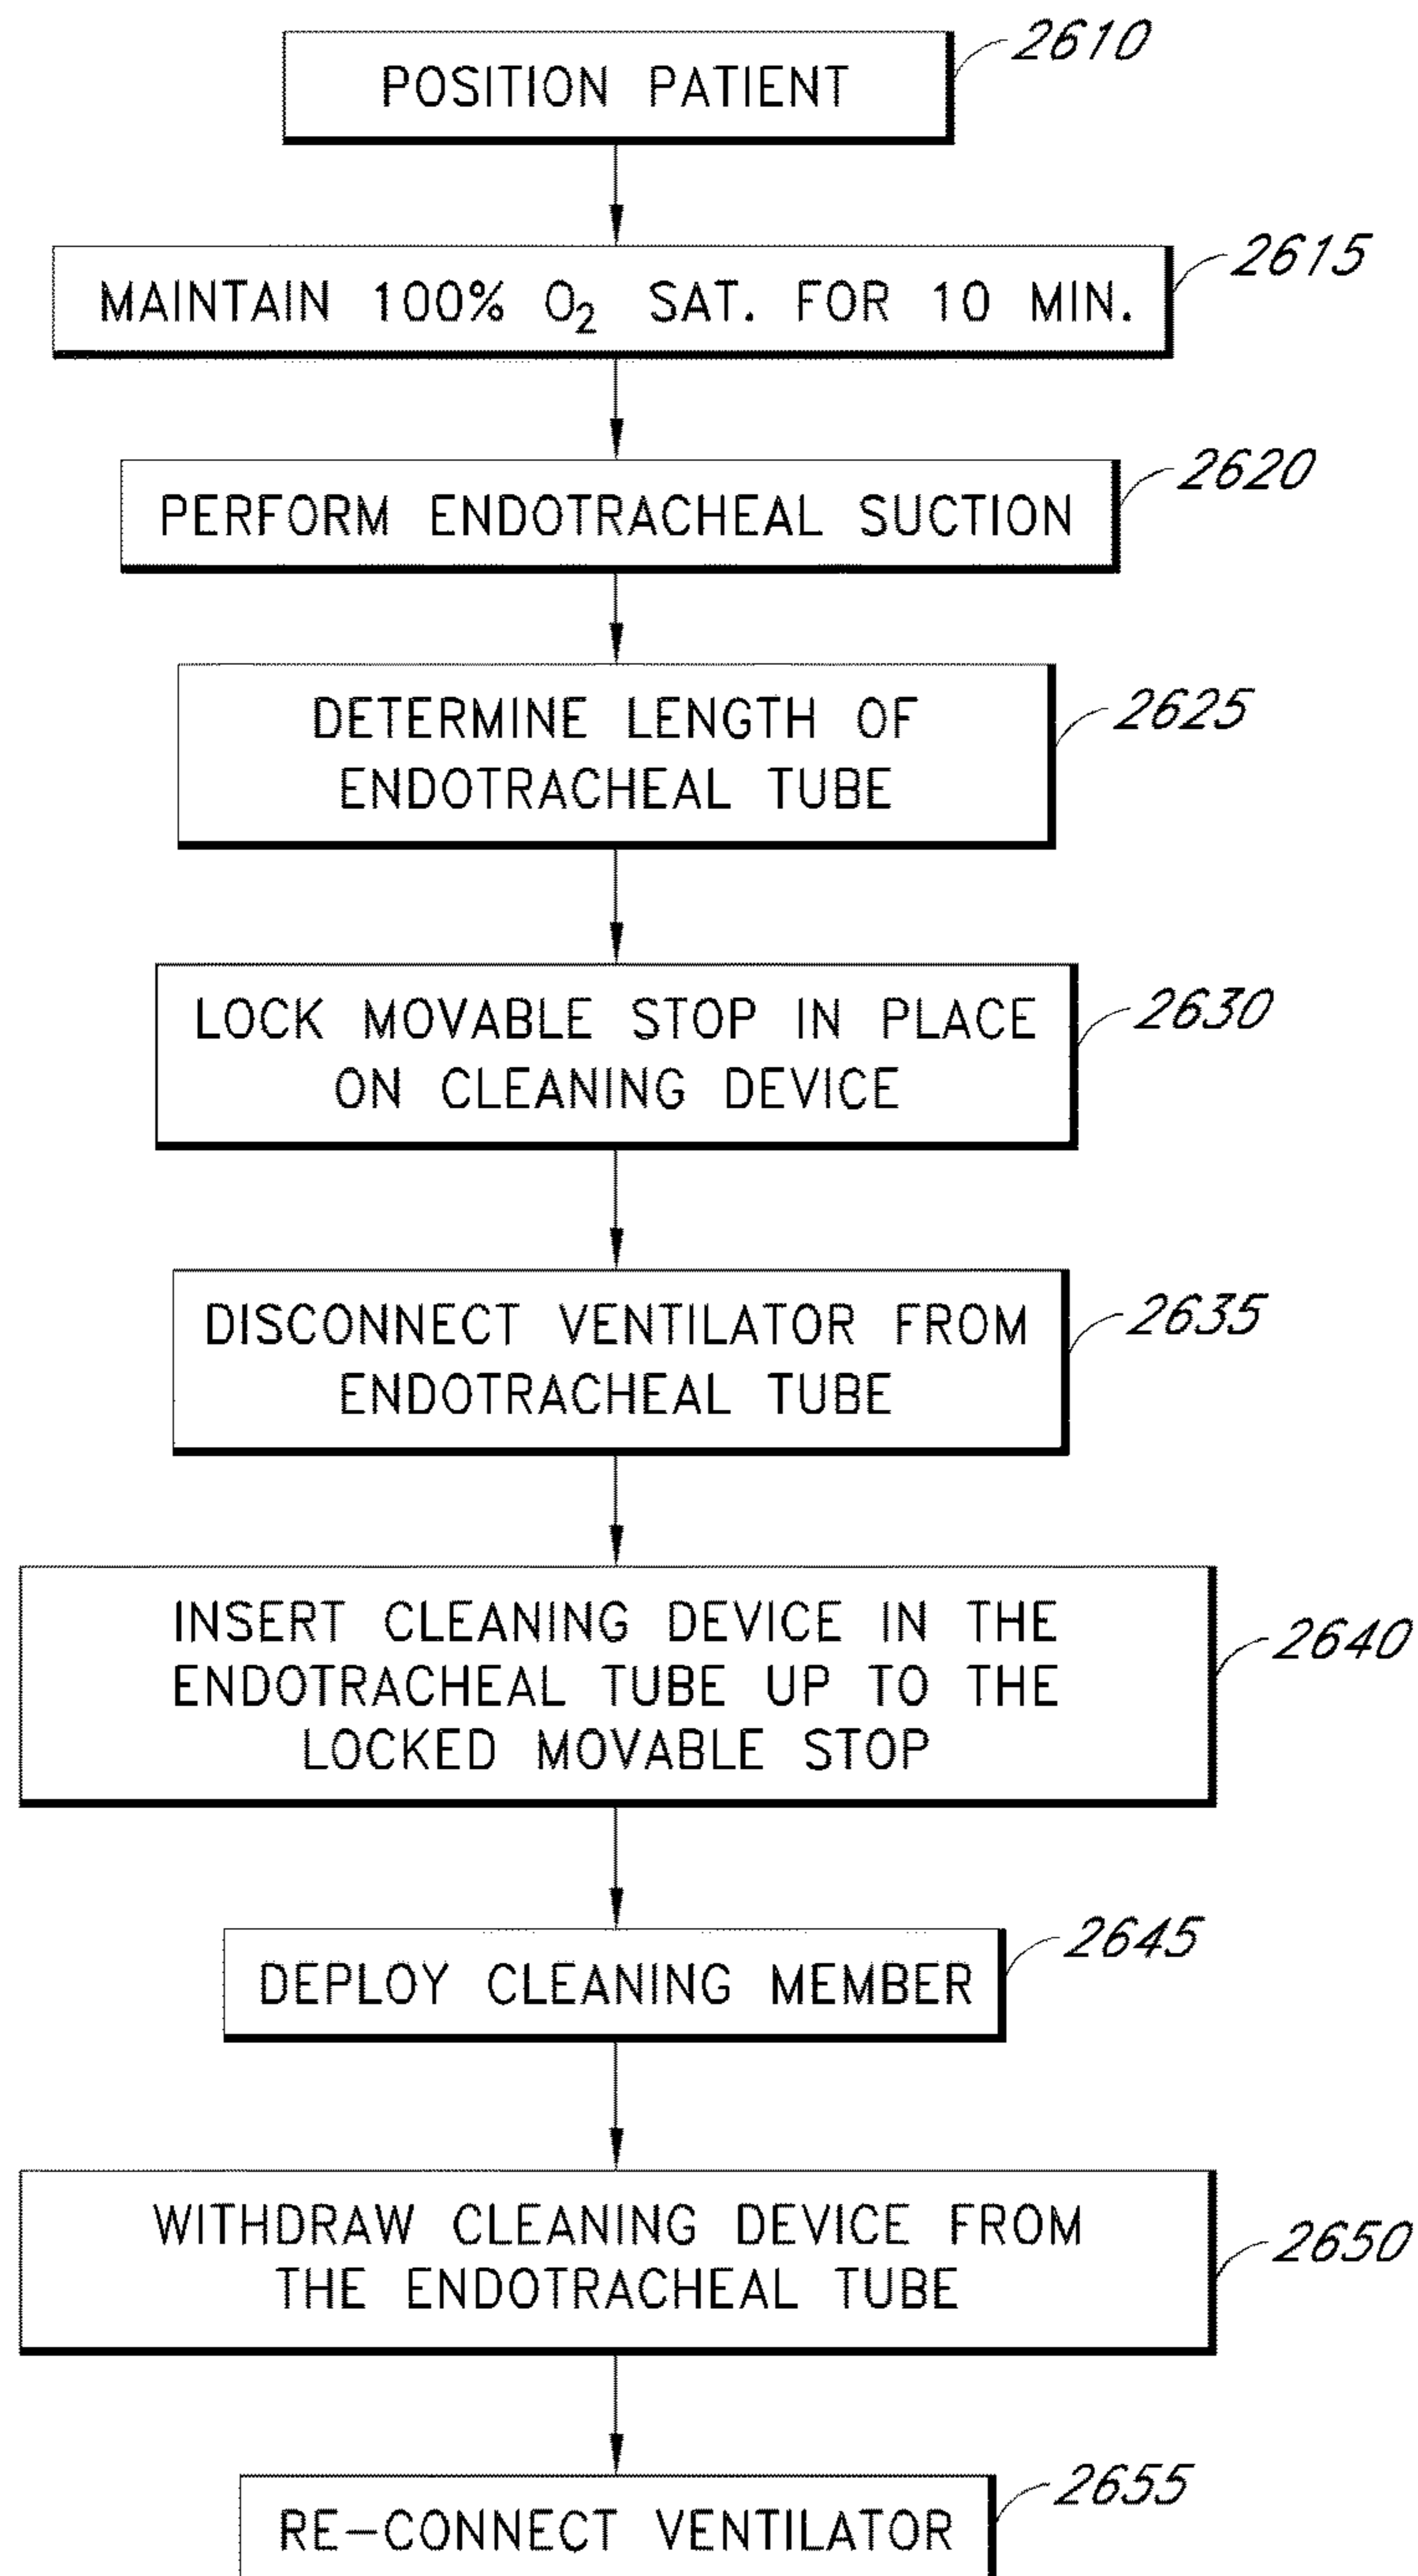 POSITION PATIENT
2610
MAINTAIN 100% O₂ SAT. FOR 10 MIN.
2615
PERFORM ENDOTRACHEAL SUCTION
2620
DETERMINE LENGTH OF
ENDOTRACHEAL TUBE
2625
LOCK MOVABLE STOP IN PLACE
ON CLEANING DEVICE
2630
DISCONNECT VENTILATOR FROM
ENDOTRACHEAL TUBE
2635
INSERT CLEANING DEVICE IN THE
ENDOTRACHEAL TUBE UP TO THE
LOCKED MOVABLE STOP
2640
DEPLOY CLEANING MEMBER
2645
WITHDRAW CLEANING DEVICE FROM
THE ENDOTRACHEAL TUBE
2650
RE-CONNECT VENTILATOR
2655